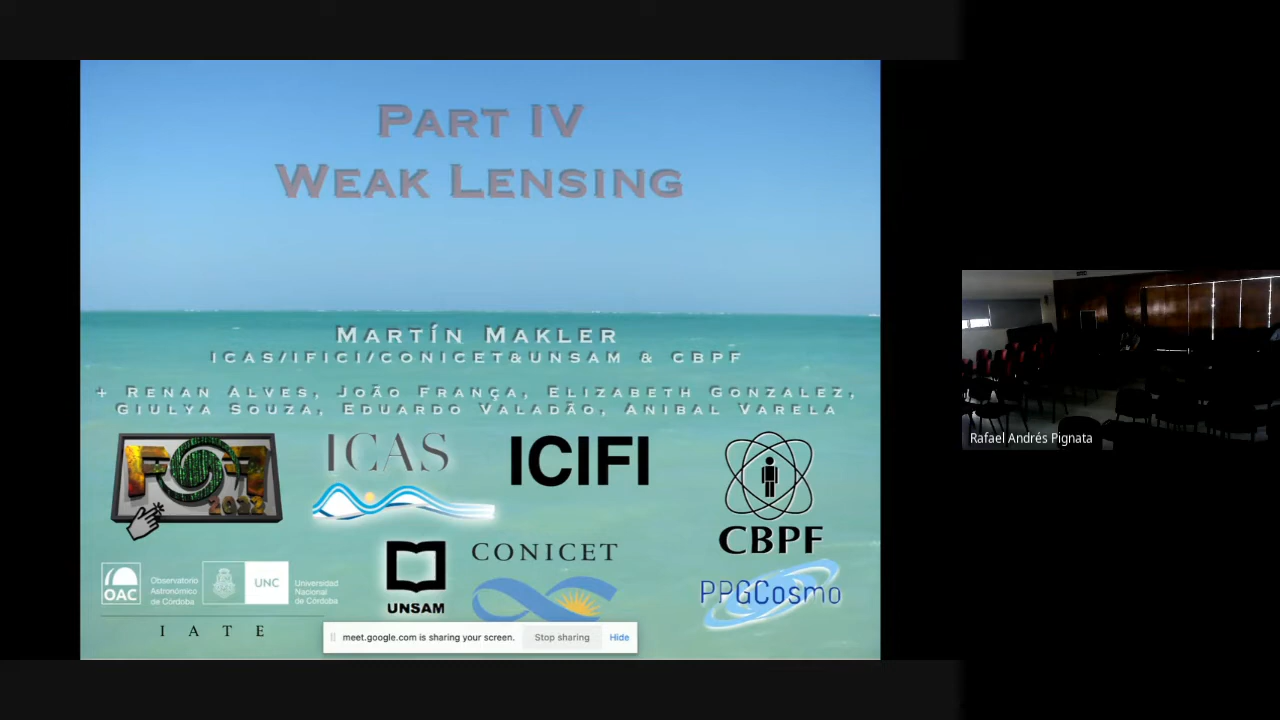 PART IV
WEAK LENSING
MARTÍN MAKLER
ICAS/IFICI/CONICET&UNSAM & CBPF
+ RENAN ALVES, JOÃO FRANÇA, ELIZABETH GONZALEZ,
GIULYA SOUZA, EDUARDO VALADÃO, ANIBAL VARELA
ICAS
ICIFI
CBPF
CONICET
UNSAM
PPGCosmo
OAC
Observatorio
Astronómico
de Córdoba
UNC
Universidad
Nacional
de Córdoba
I A T E
meet.google.com is sharing your screen.
Stop sharing
Hide
Rafael Andrés Pignata